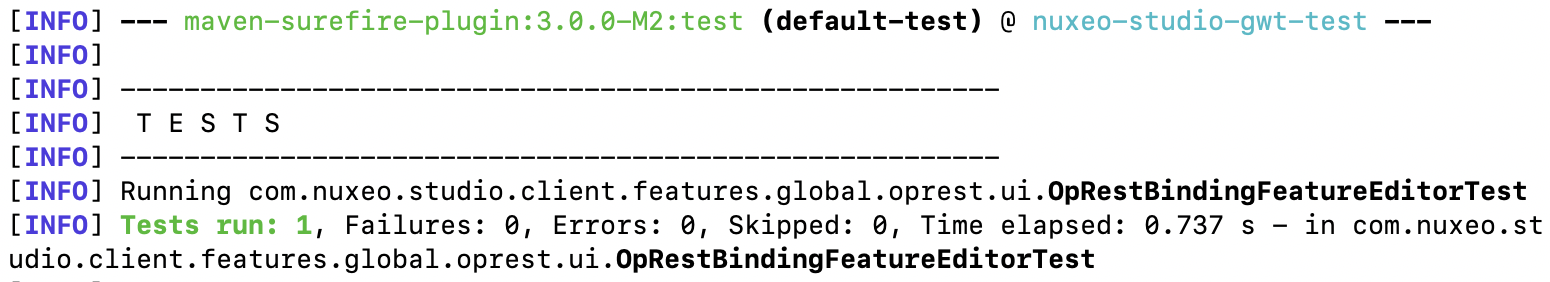 [INFO] --- maven-surefire-plugin:3.0.0-M2:test (default-test) @ nuxeo-studio-gwt-test ---
[INFO]
[INFO] -------------------------------------------------------
[INFO]  T E S T S
[INFO] -------------------------------------------------------
[INFO] Running com.nuxeo.studio.client.features.global.oprest.ui.OpRestBindingFeatureEditorTest
[INFO] Tests run: 1, Failures: 0, Errors: 0, Skipped: 0, Time elapsed: 0.737 s - in com.nuxeo.st
udio.client.features.global.oprest.ui.OpRestBindingFeatureEditorTest